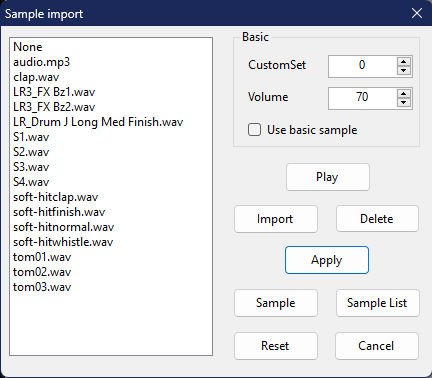 Sample import
None
audio.mp3
clap.wav
LR3_FX Bz1.wav
LR3_FX Bz2.wav
LR_Drum J Long Med Finish.wav
S1.wav
S2.wav
S3.wav
S4.wav
soft-hitclap.wav
soft-hitfinish.wav
soft-hitnormal.wav
soft-hitwhistle.wav
tom01.wav
tom02.wav
tom03.wav
Basic
CustomSet 0
Volume 70
Use basic sample
Play
Import Delete
Apply
Sample Sample List
Reset Cancel